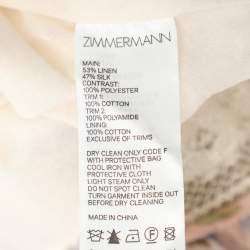 ZIMMERMANN
MAIN:
53% LINEN
47% SILK
CONTRAST:
100% POLYESTER
TRIM 1:
100% COTTON
TRIM 2:
100% POLYAMIDE
LINING:
100% COTTON
EXCLUSIVE OF TRIMS
DRY CLEAN ONLY CODE F
WITH PROTECTIVE BAG
COOL IRON WITH
PROTECTIVE CLOTH
LIGHT STEAM ONLY
DO NOT SPOT CLEAN
TURN GARMENT INSIDE OUT
BEFORE DRY CLEANING
MADE IN CHINA